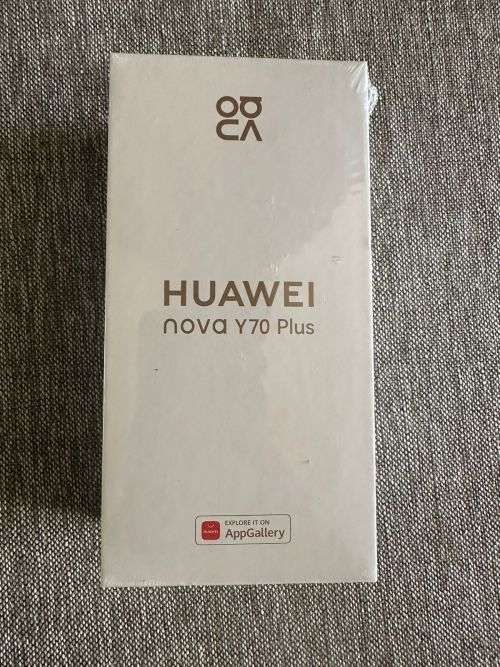 HUAWEI
nova Y70 Plus
EXPLORE IT ON
AppGallery